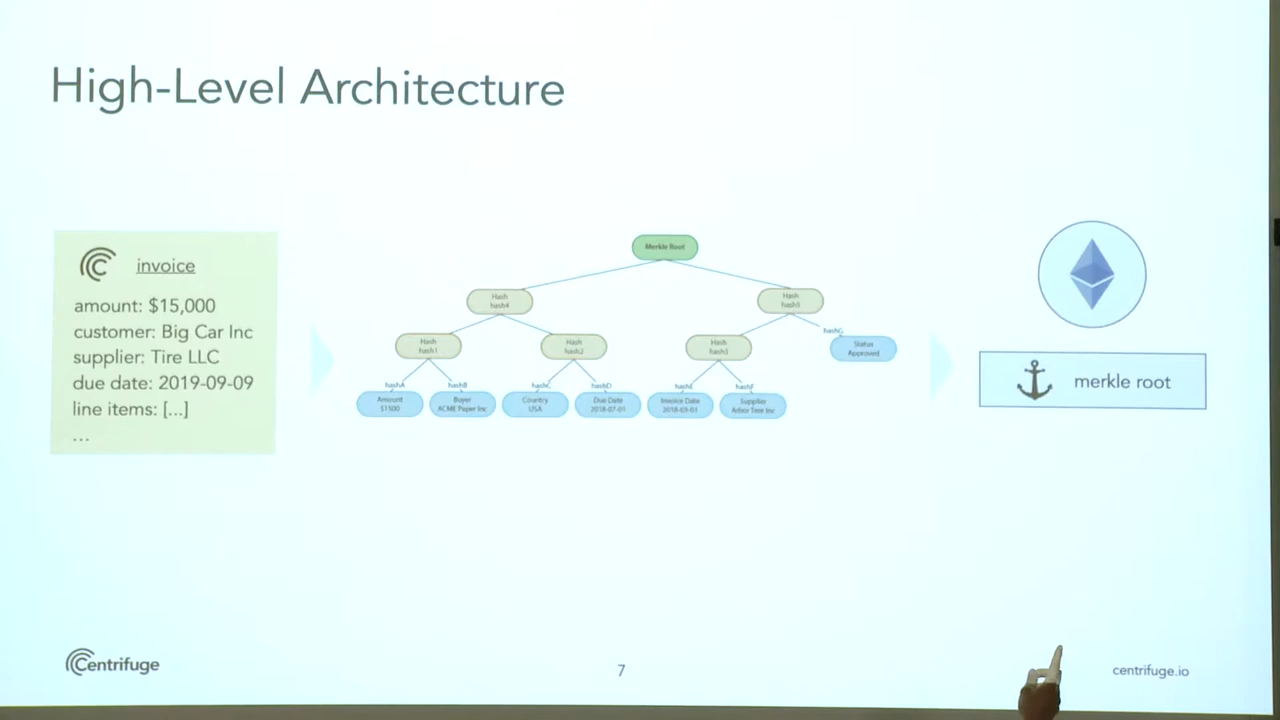 High-Level Architecture
invoice
amount: $15,000
customer: Big Car Inc
supplier: Tire LLC
due date: 2019-09-09
line items: [...]
...
Merkle Root
Hash
hash4
Hash
hash5
Hash
hash1
Hash
hash2
Hash
hash3
hashG
Status
Approved
hashA
hashB
hashC
hashD
hashE
hashF
Amount
$1500
Buyer
ACME Paper Inc
Country
USA
Due Date
2018-07-01
Invoice Date
2018-03-01
Supplier
Arbor Tree Inc
merkle root
Centrifuge
7
centrifuge.io